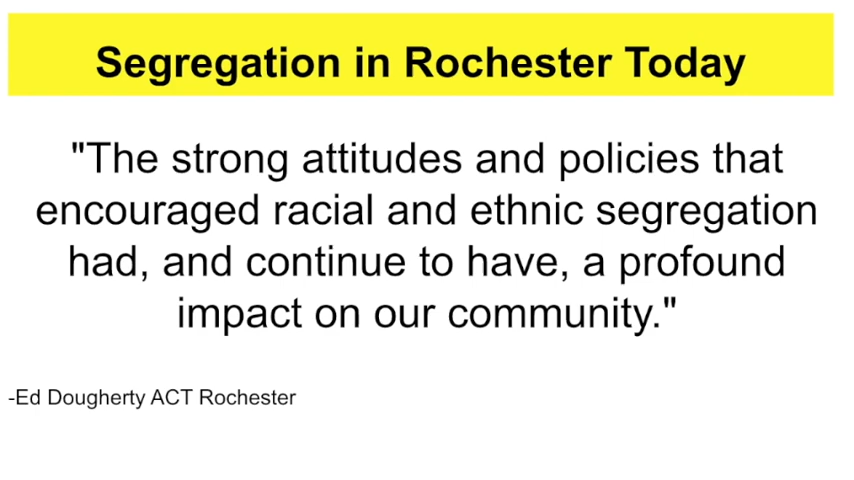 Segregation in Rochester Today
"The strong attitudes and policies that
encouraged racial and ethnic segregation
had, and continue to have, a profound
impact on our community."
-Ed Dougherty ACT Rochester